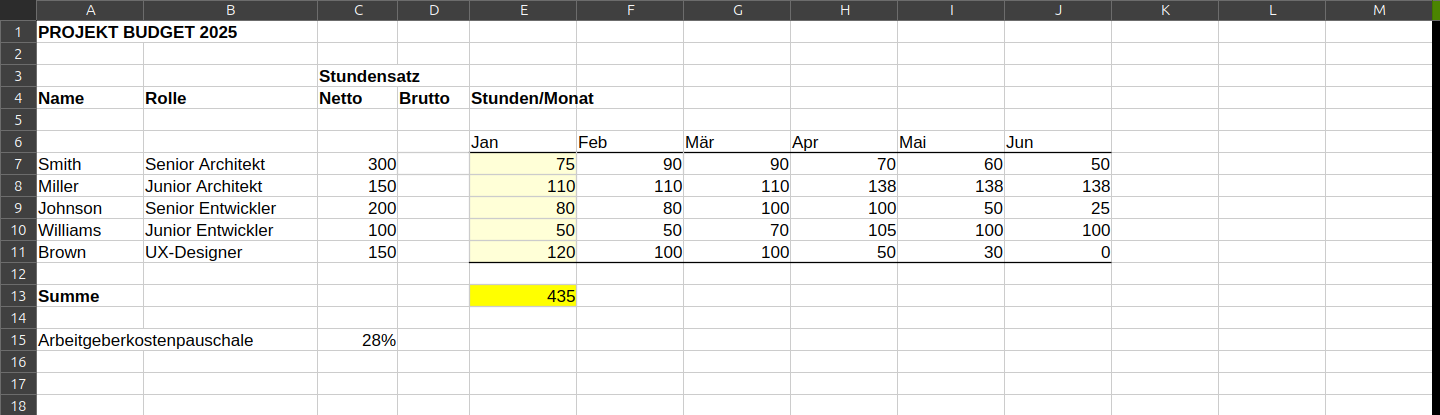 A B C D E F G H I J K L M
1 PROJEKT BUDGET 2025
2
3 Stundensatz
4 Name Rolle Netto Brutto Stunden/Monat
5
6 Jan Feb Mär Apr Mai Jun
7 Smith Senior Architekt 300 75 90 90 70 60 50
8 Miller Junior Architekt 150 110 110 110 138 138 138
9 Johnson Senior Entwickler 200 80 80 100 100 50 25
10 Williams Junior Entwickler 100 50 50 70 105 100 100
11 Brown UX-Designer 150 120 100 100 50 30 0
12
13 Summe 435
14
15 Arbeitgeberkostenpauschale 28%
16
17
18